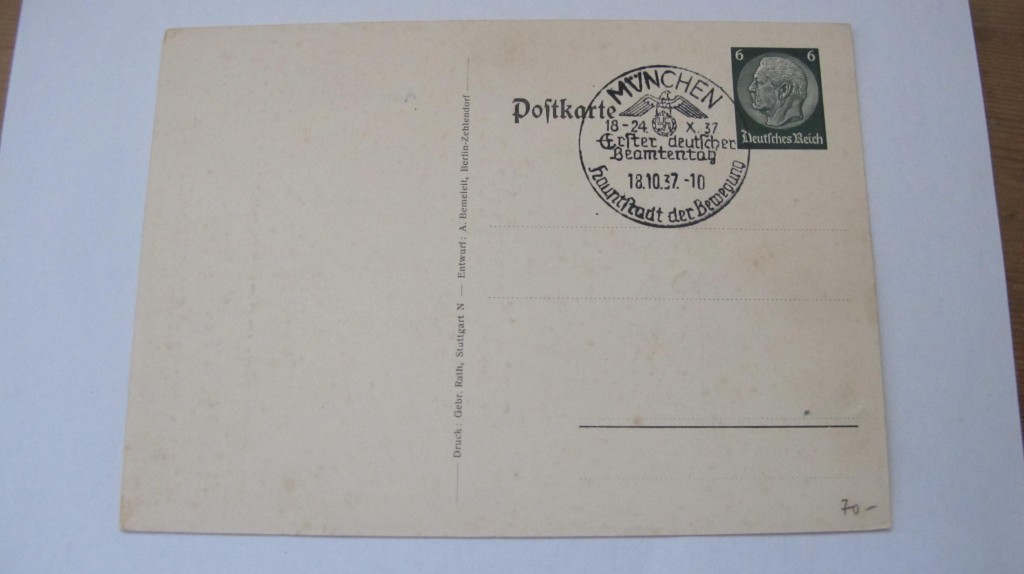 Postkarte
MÜNCHEN
18-24. X. 37
Erster deutscher
Beamtentag
18.10.37.-10
Hauptstadt der Bewegung
6 6
Deutsches Reich
— Druck: Gebr. Rath, Stuttgart N — Entwurf: A. Bemeleit, Berlin-Zehlendorf —
70.-